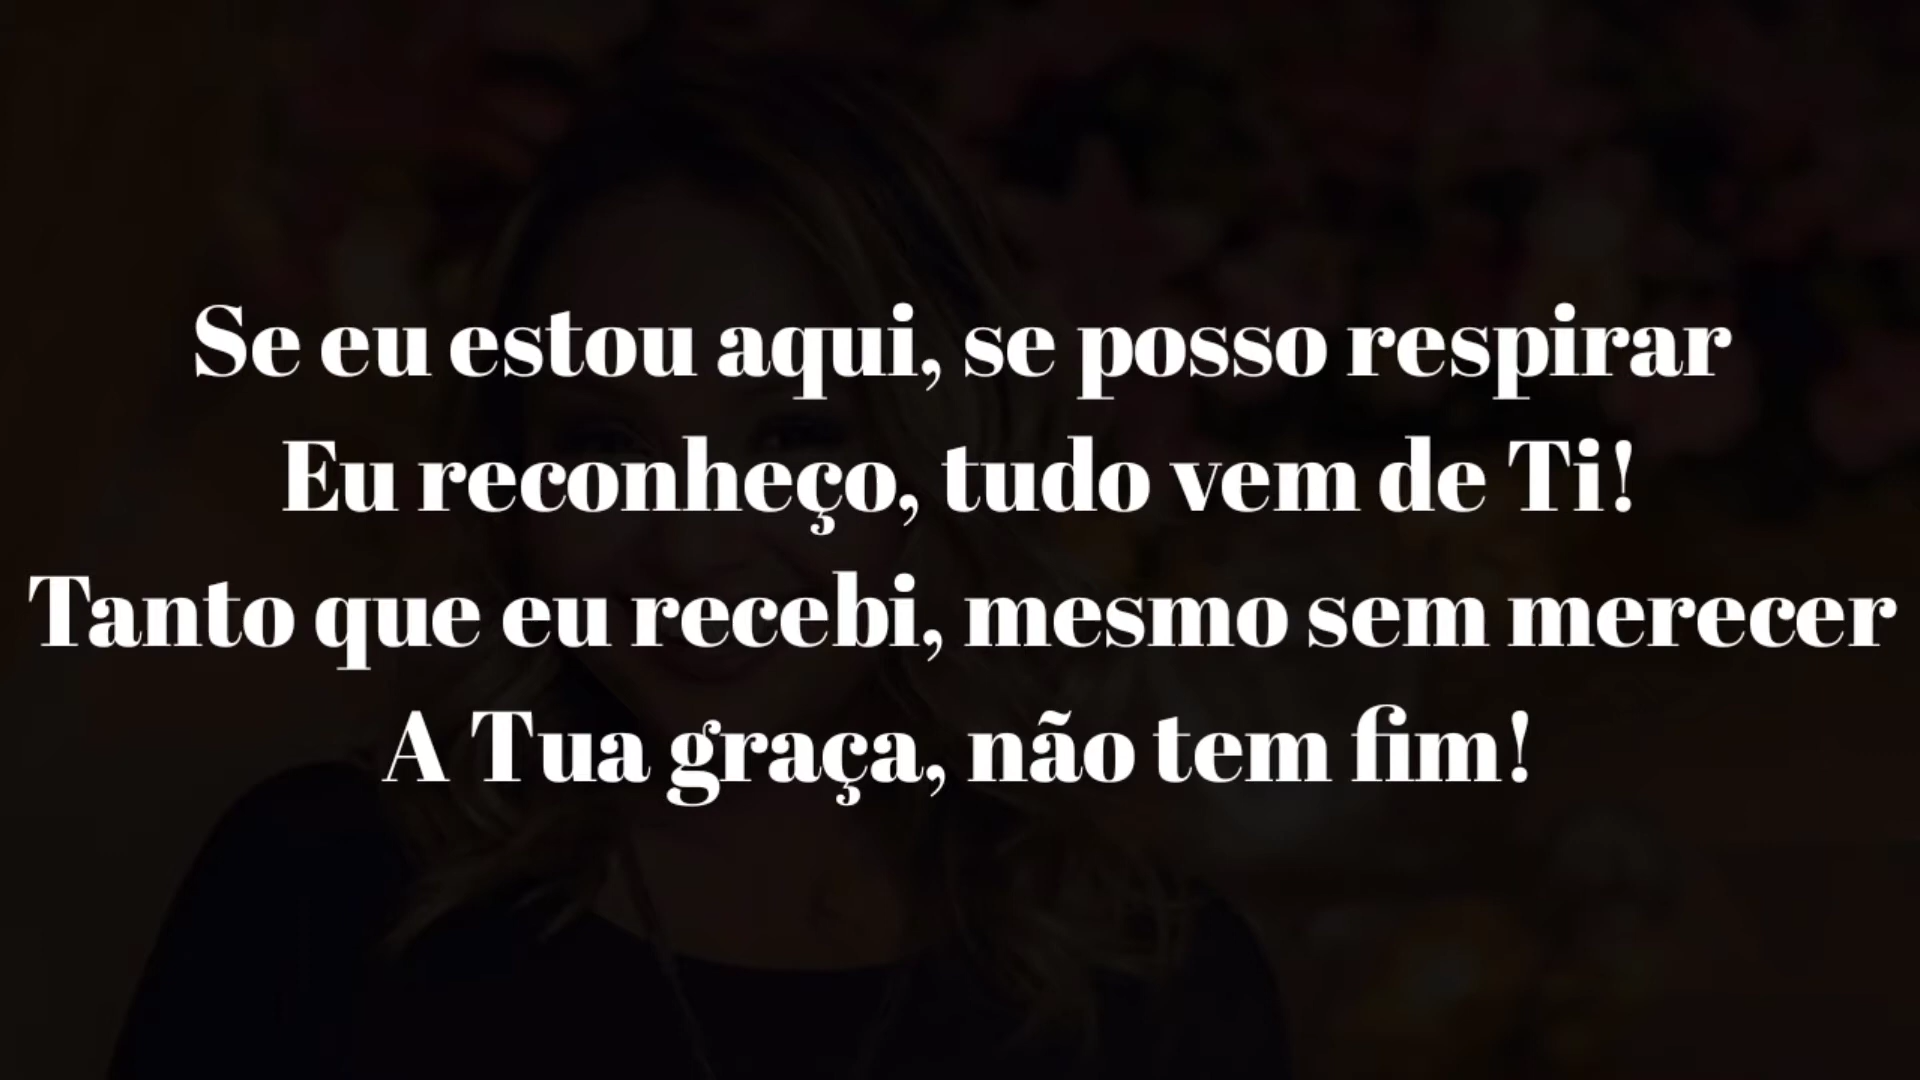 Se eu estou aqui, se posso respirar
Eu reconheço, tudo vem de Ti!
Tanto que eu recebi, mesmo sem merecer
A Tua graça, não tem fim!